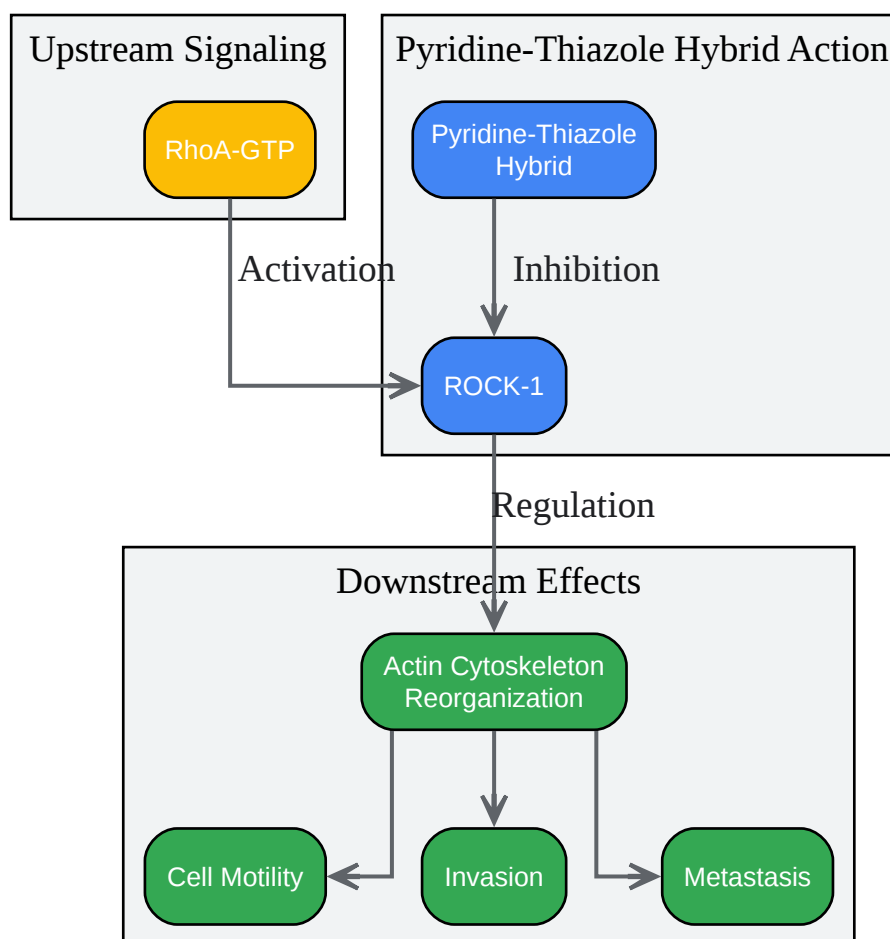 Upstream Signaling
Pyridine-Thiazole Hybrid Action
RhoA-GTP
Pyridine-Thiazole
Hybrid
Activation
Inhibition
ROCK-1
Regulation
Downstream Effects
Actin Cytoskeleton
Reorganization
Cell Motility
Invasion
Metastasis